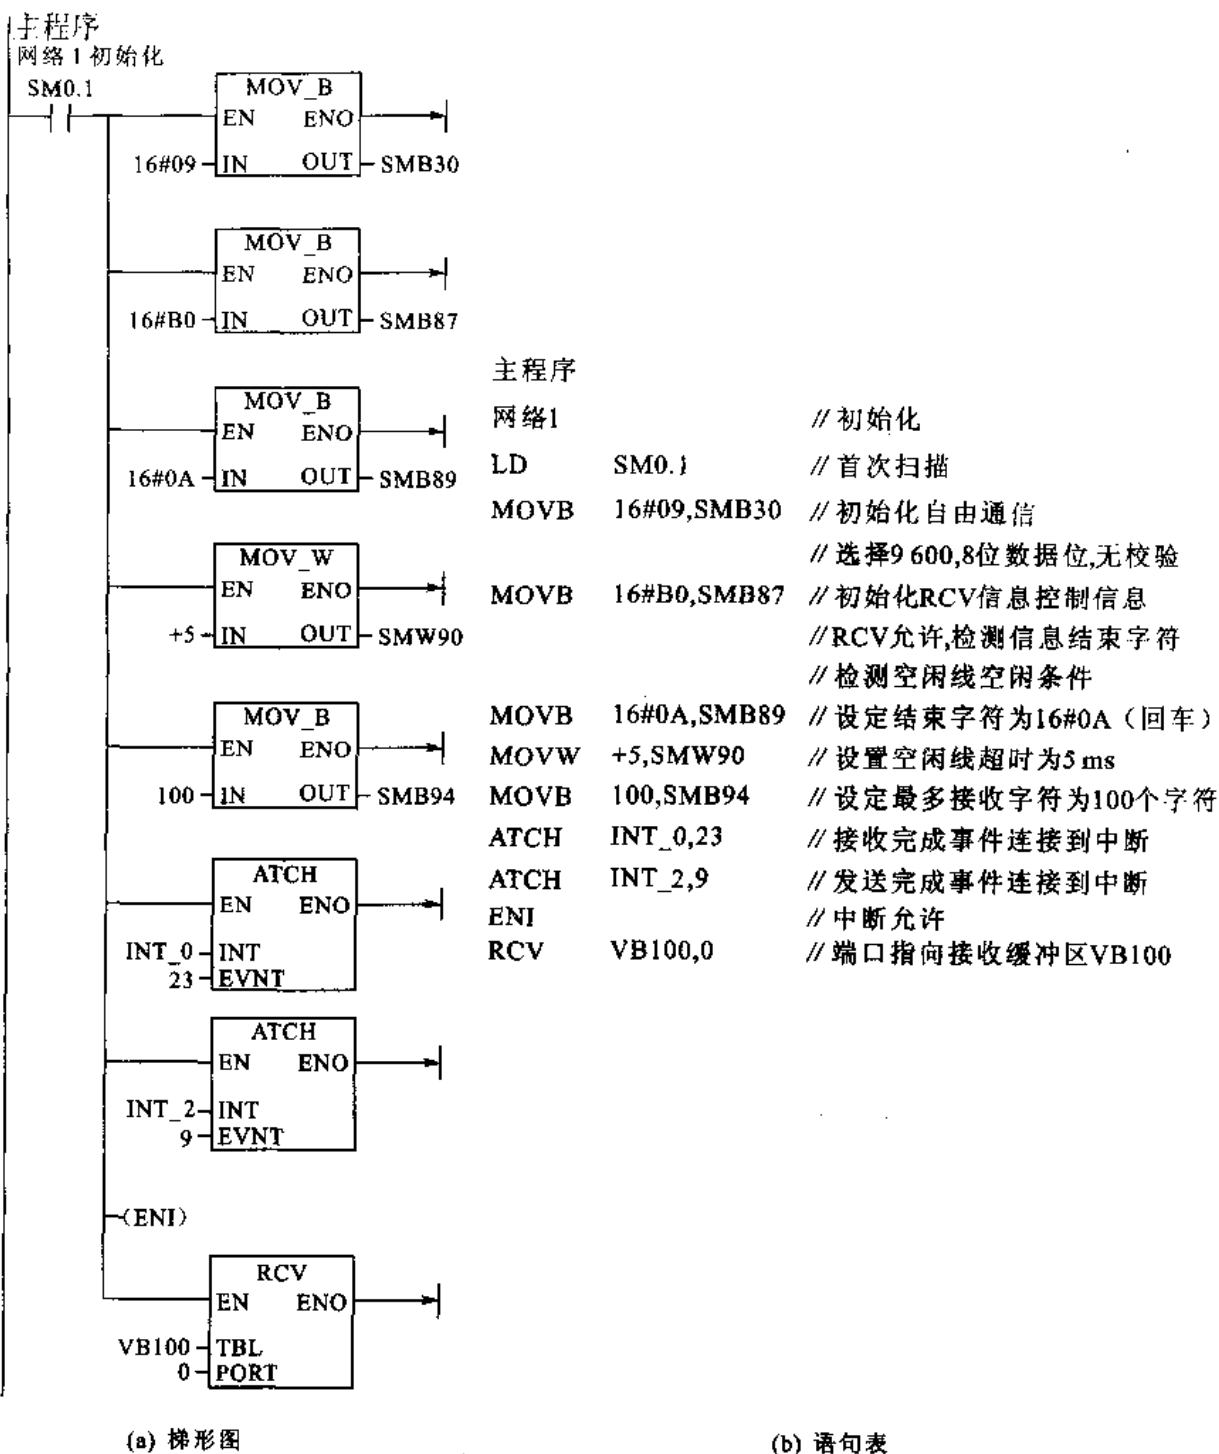 主程序
网络 1 初始化
SM0.1
MOV_B
EN ENO
16#09 IN OUT SMB30
MOV_B
EN ENO
16#B0 IN OUT SMB87
MOV_B
EN ENO
16#0A IN OUT SMB89
MOV_W
EN ENO
+5 IN OUT SMW90
MOV_B
EN ENO
100 IN OUT SMB94
ATCH
EN ENO
INT_0 INT
23 EVNT
ATCH
EN ENO
INT_2 INT
9 EVNT
(ENI)
RCV
EN ENO
VB100 TBL
0 PORT
(a) 梯形图
主程序
网络1 //初始化
LD SM0.1 //首次扫描
MOVB 16#09,SMB30 //初始化自由通信
//选择9 600,8位数据位,无校验
MOVB 16#B0,SMB87 //初始化RCV信息控制信息
//RCV允许,检测信息结束字符
//检测空闲线空闲条件
MOVB 16#0A,SMB89 //设定结束字符为16#0A（回车）
MOVW +5,SMW90 //设置空闲线超时为5 ms
MOVB 100,SMB94 //设定最多接收字符为100个字符
ATCH INT_0,23 //接收完成事件连接到中断
ATCH INT_2,9 //发送完成事件连接到中断
ENI //中断允许
RCV VB100,0 //端口指向接收缓冲区VB100
(b) 语句表